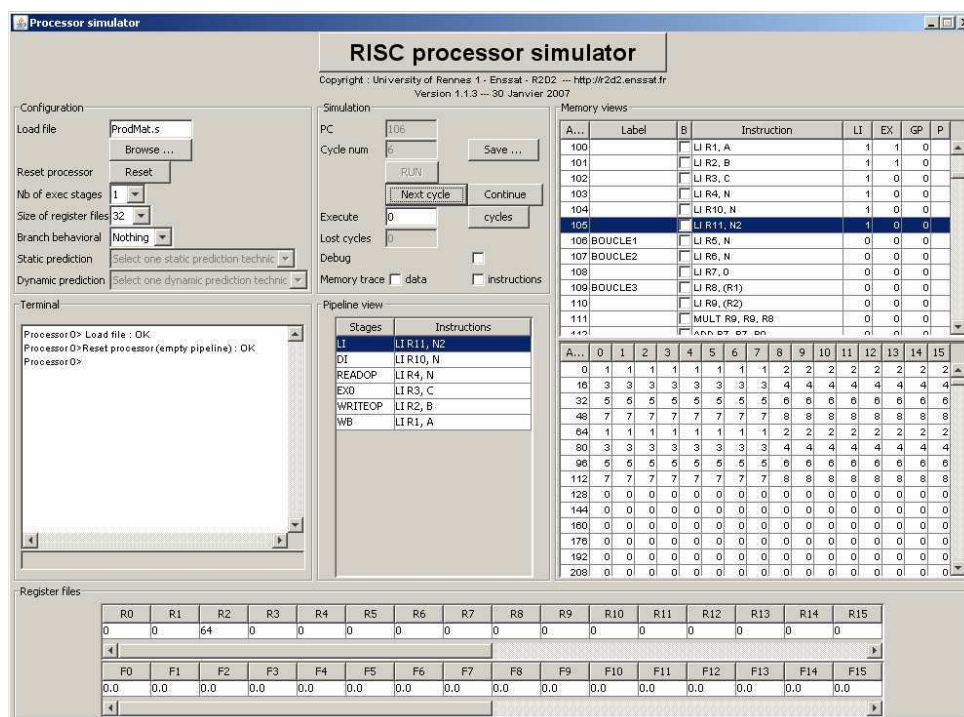 Processor simulator
RISC processor simulator
Copyright : University of Rennes 1 - Enssat - R2D2 --- http://r2d2.enssat.fr
Version 1.1.3 --- 30 Janvier 2007
Configuration
Load file ProdMat.s
Browse ...
Reset processor Reset
Nb of exec stages 1
Size of register files 32
Branch behavioral Nothing
Static prediction Select one static prediction technic
Dynamic prediction Select one dynamic prediction technic
Simulation
PC 106
Cycle num 6 Save ...
RUN
Next cycle Continue
Execute 0 cycles
Lost cycles 0
Debug
Memory trace data instructions
Memory views
A... Label B Instruction LI EX GP P
100 LI R1, A 1 1 0
101 LI R2, B 1 1 0
102 LI R3, C 1 0 0
103 LI R4, N 1 0 0
104 LI R10, N 1 0 0
105 LI R11, N2 1 0 0
106 BOUCLE1 LI R5, N 0 0 0
107 BOUCLE2 LI R6, N 0 0 0
108 LI R7, 0 0 0 0
109 BOUCLE3 LI R8, (R1) 0 0 0
110 LI R9, (R2) 0 0 0
111 MULT R9, R9, R8 0 0 0
112 ADD R7, R7, R9 0 0 0
Terminal
Processor0> Load file : OK
Processor0>Reset processor(empty pipeline) : OK
Processor0>
Pipeline view
Stages Instructions
LI LI R11, N2
DI LI R10, N
READOP LI R4, N
EX0 LI R3, C
WRITEOP LI R2, B
WB LI R1, A
A... 0 1 2 3 4 5 6 7 8 9 10 11 12 13 14 15
0 1 1 1 1 1 1 1 1 2 2 2 2 2 2 2 2
16 3 3 3 3 3 3 3 3 4 4 4 4 4 4 4 4
32 5 5 5 5 5 5 5 5 6 6 6 6 6 6 6 6
48 7 7 7 7 7 7 7 7 8 8 8 8 8 8 8 8
64 1 1 1 1 1 1 1 1 2 2 2 2 2 2 2 2
80 3 3 3 3 3 3 3 3 4 4 4 4 4 4 4 4
96 5 5 5 5 5 5 5 5 6 6 6 6 6 6 6 6
112 7 7 7 7 7 7 7 7 8 8 8 8 8 8 8 8
128 0 0 0 0 0 0 0 0 0 0 0 0 0 0 0 0
144 0 0 0 0 0 0 0 0 0 0 0 0 0 0 0 0
160 0 0 0 0 0 0 0 0 0 0 0 0 0 0 0 0
176 0 0 0 0 0 0 0 0 0 0 0 0 0 0 0 0
192 0 0 0 0 0 0 0 0 0 0 0 0 0 0 0 0
208 0 0 0 0 0 0 0 0 0 0 0 0 0 0 0 0
Register files
R0 R1 R2 R3 R4 R5 R6 R7 R8 R9 R10 R11 R12 R13 R14 R15
0 0 64 0 0 0 0 0 0 0 0 0 0 0 0 0
F0 F1 F2 F3 F4 F5 F6 F7 F8 F9 F10 F11 F12 F13 F14 F15
0.0 0.0 0.0 0.0 0.0 0.0 0.0 0.0 0.0 0.0 0.0 0.0 0.0 0.0 0.0 0.0